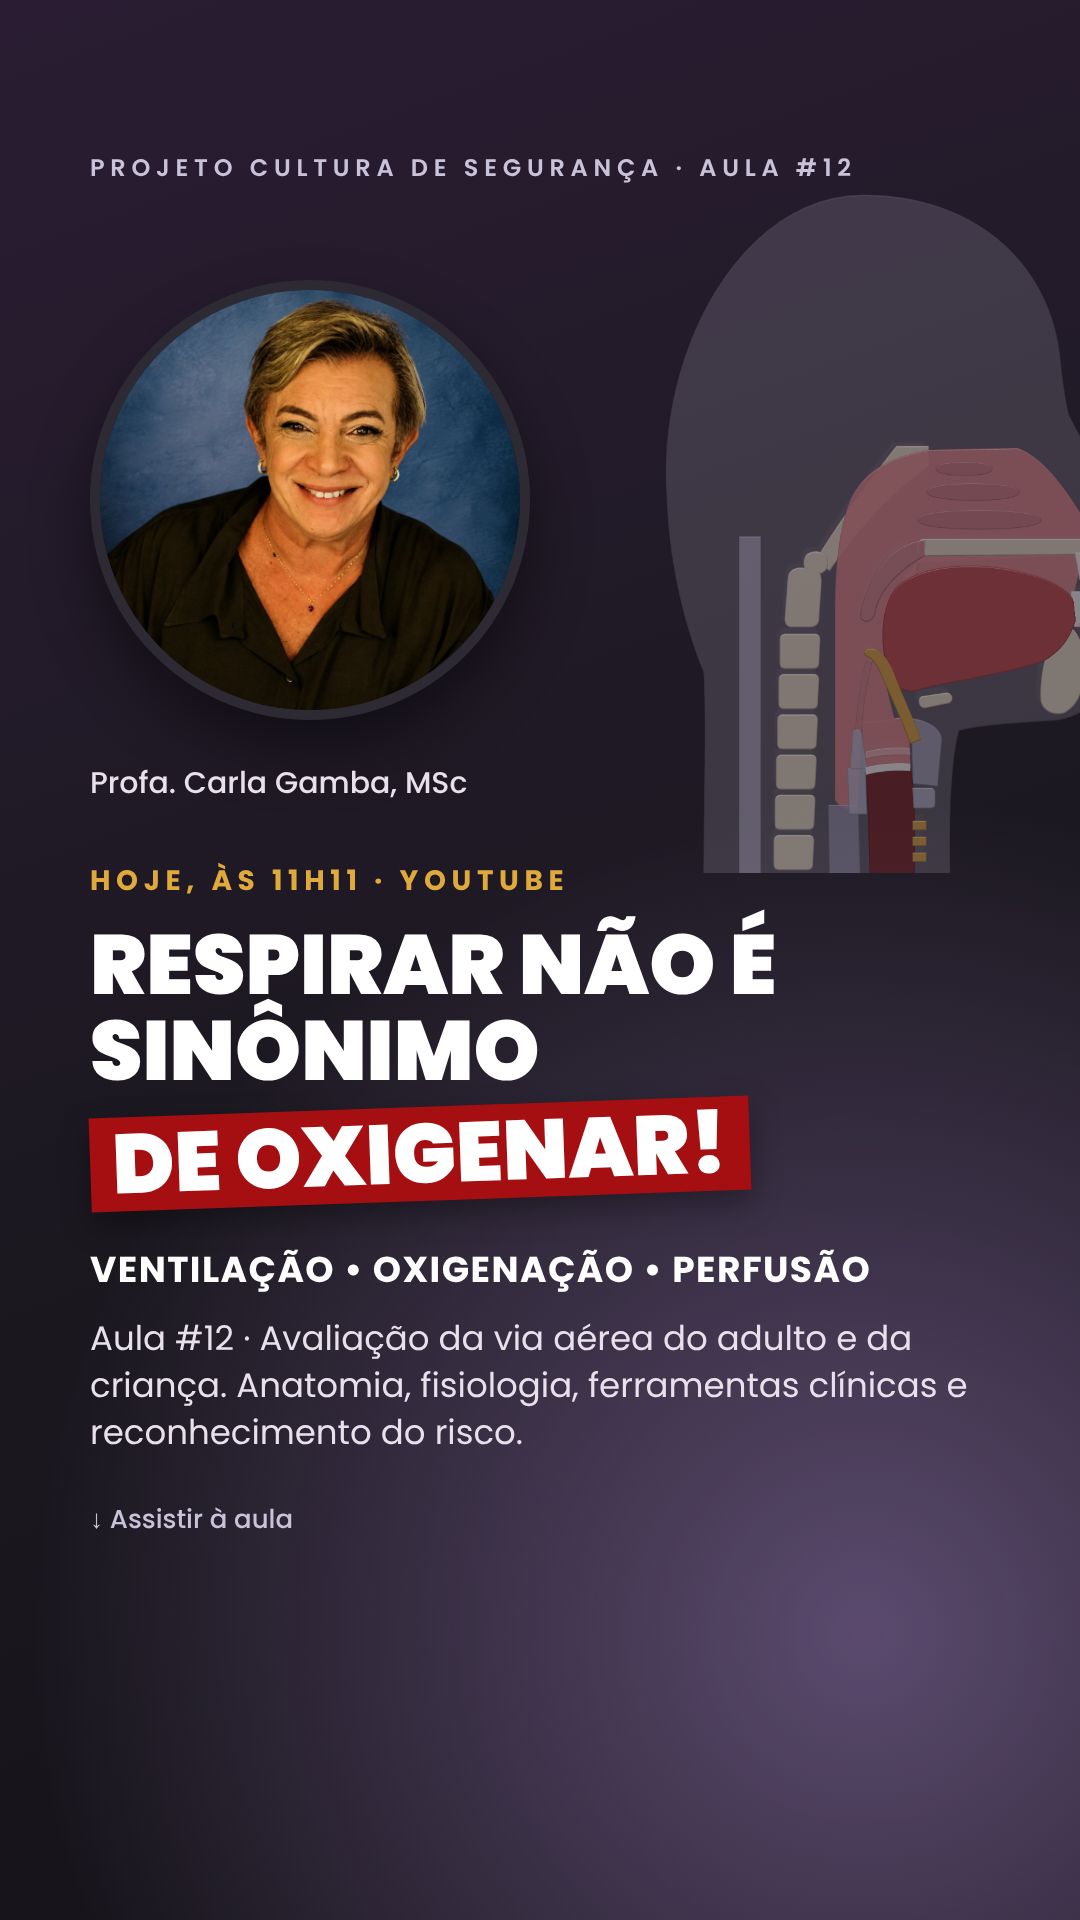 PROJETO CULTURA DE SEGURANÇA · AULA #12
Profa. Carla Gamba, MSc
HOJE, ÀS 11H11 · YOUTUBE
RESPIRAR NÃO É
SINÔNIMO
DE OXIGENAR!
VENTILAÇÃO • OXIGENAÇÃO • PERFUSÃO
Aula #12 · Avaliação da via aérea do adulto e da
criança. Anatomia, fisiologia, ferramentas clínicas e
reconhecimento do risco.
↓ Assistir à aula